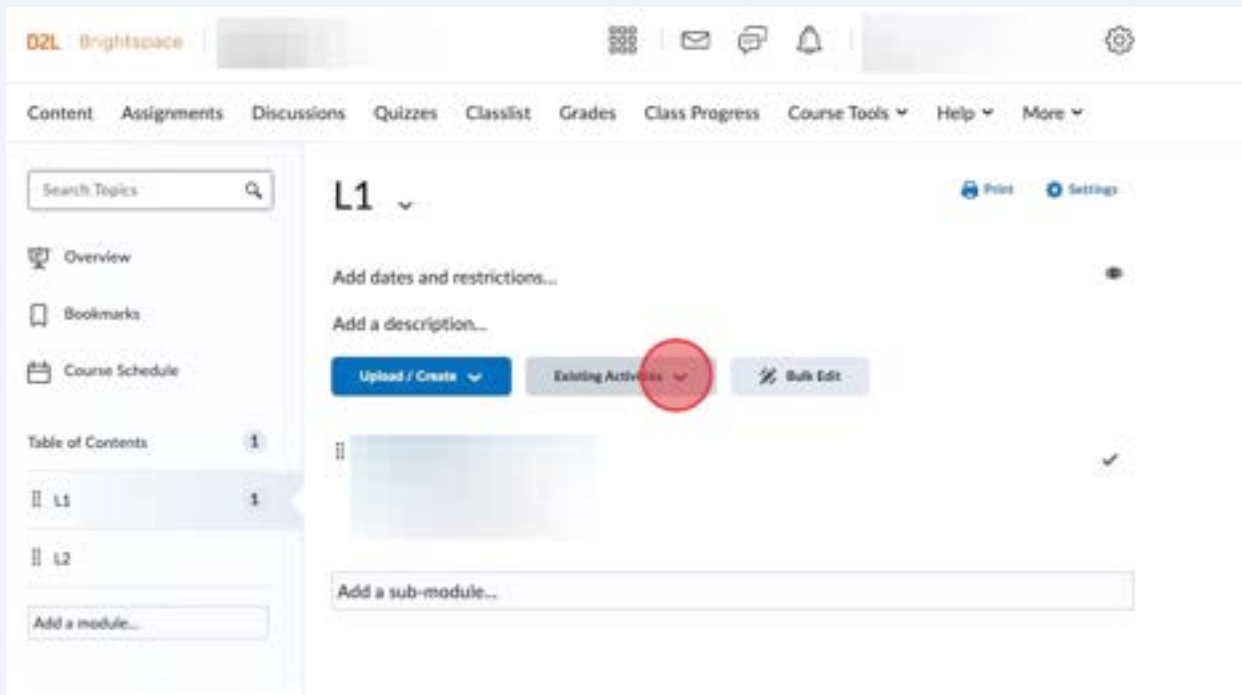 D2L Brightspace
Content Assignments Discussions Quizzes Classlist Grades Class Progress Course Tools Help More
Search Topics
Overview
Bookmarks
Course Schedule
Table of Contents 1
L1 1
L2
Add a module...
L1
Print Settings
Add dates and restrictions...
Add a description...
Upload / Create Existing Activities Bulk Edit
Add a sub-module...